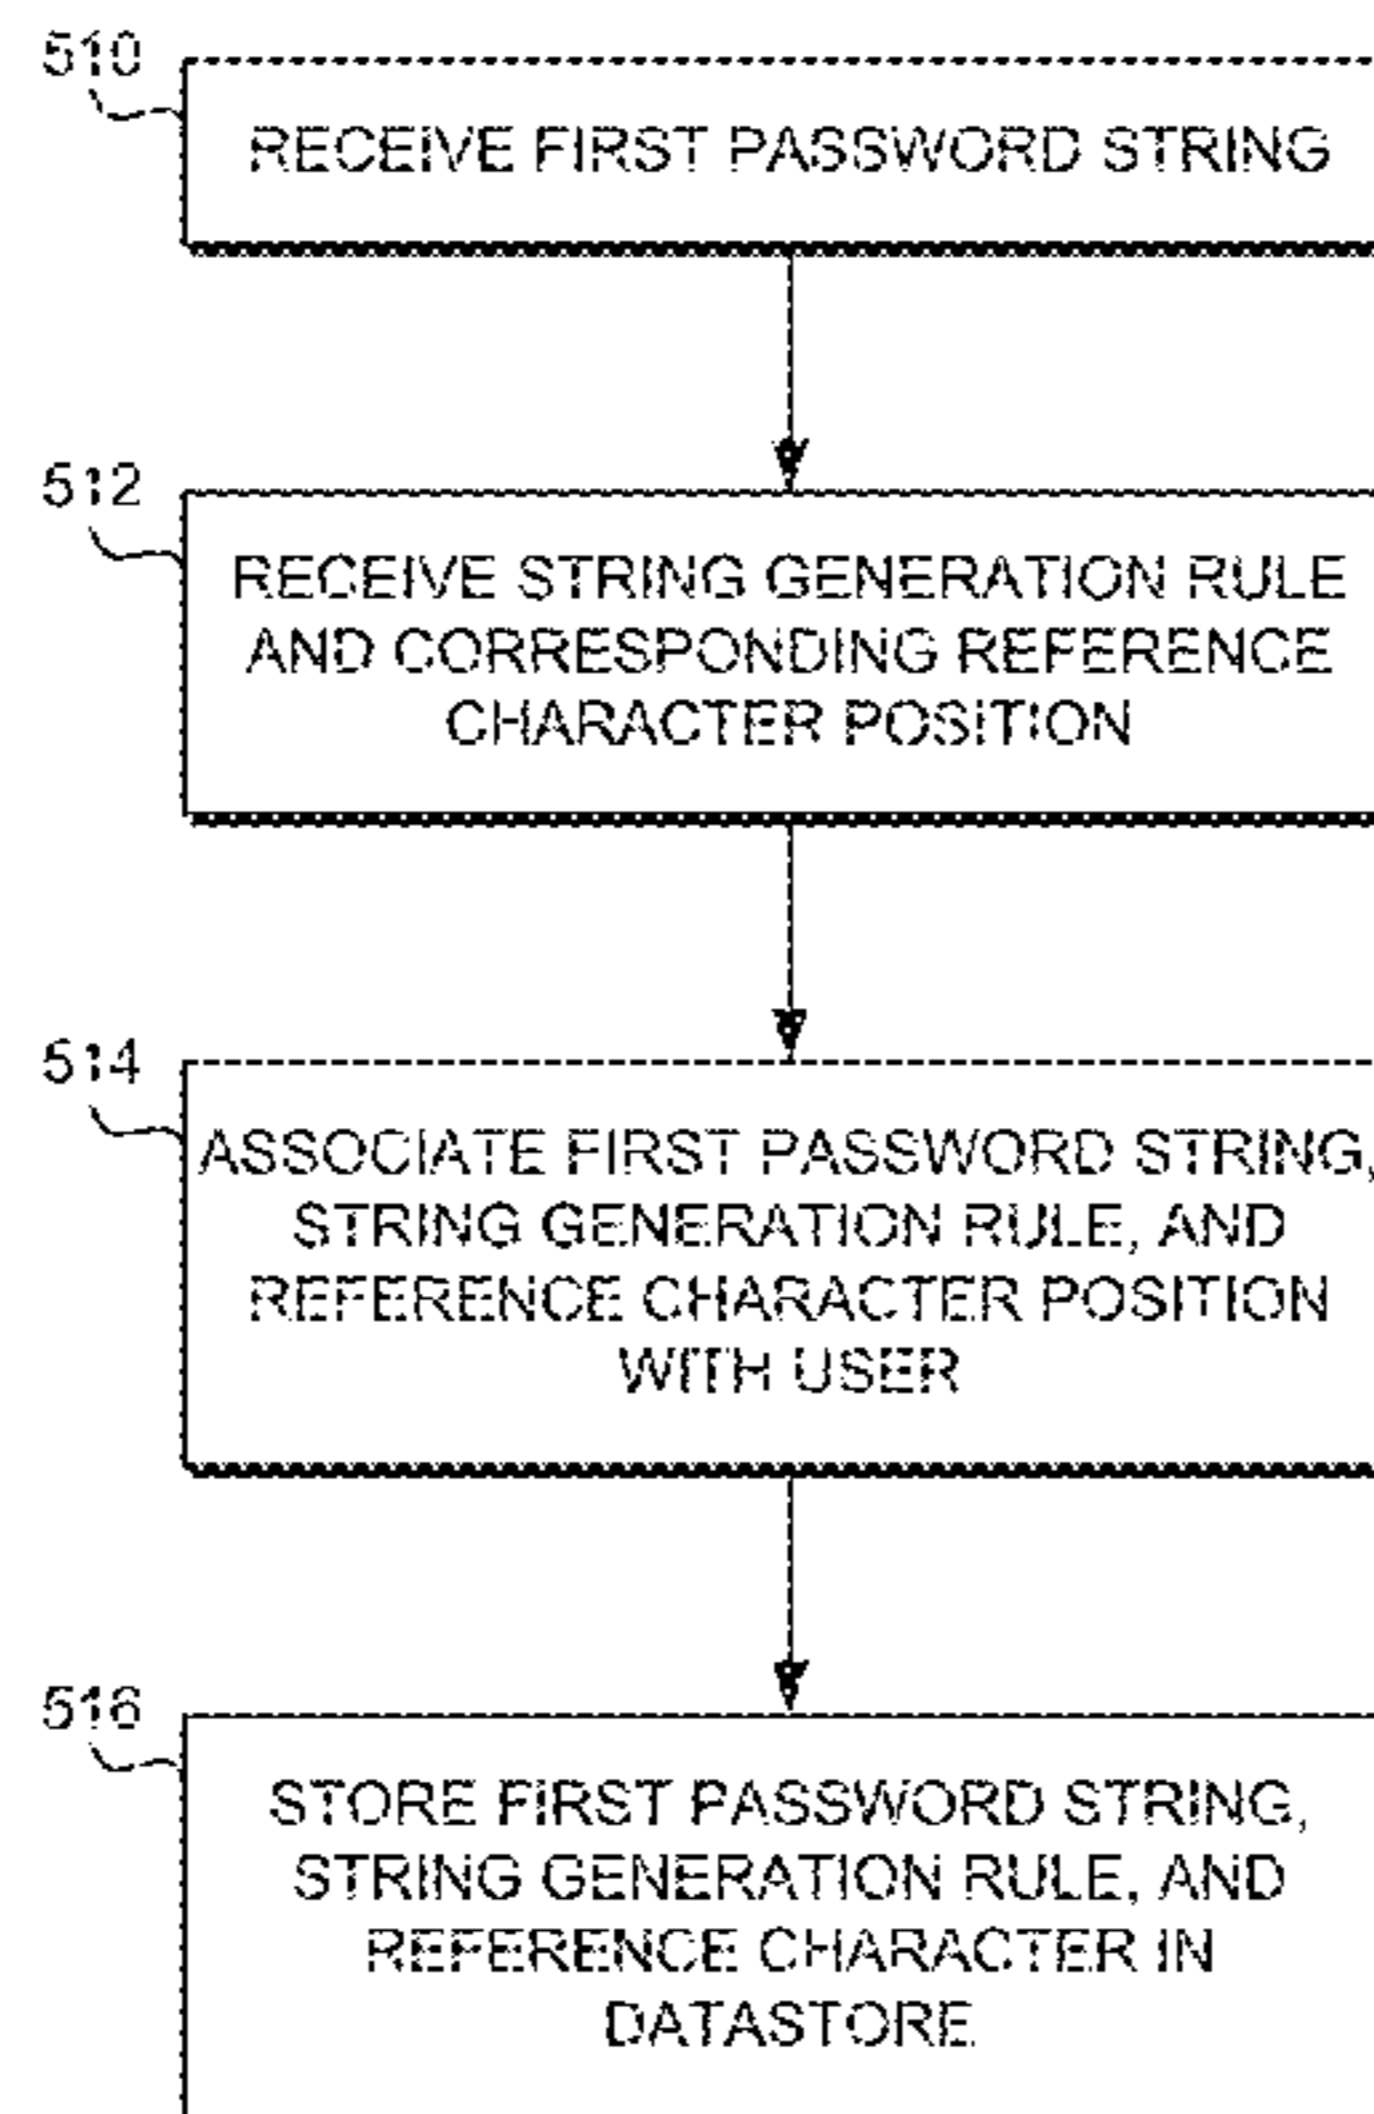 510
RECEIVE FIRST PASSWORD STRING
512
RECEIVE STRING GENERATION RULE
AND CORRESPONDING REFERENCE
CHARACTER POSITION
514
ASSOCIATE FIRST PASSWORD STRING,
STRING GENERATION RULE, AND
REFERENCE CHARACTER POSITION
WITH USER
516
STORE FIRST PASSWORD STRING,
STRING GENERATION RULE, AND
REFERENCE CHARACTER IN
DATASTORE